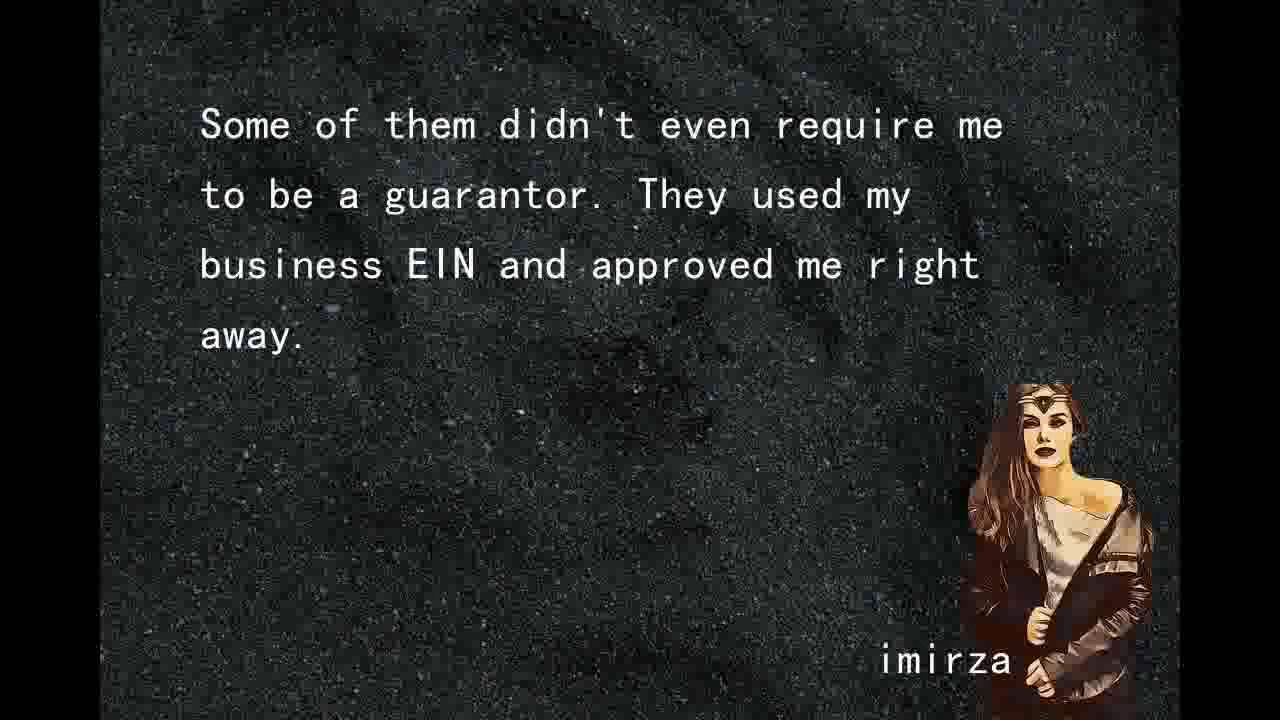 Some of them didn't even require me
to be a guarantor. They used my
business EIN and approved me right
away.
imirza